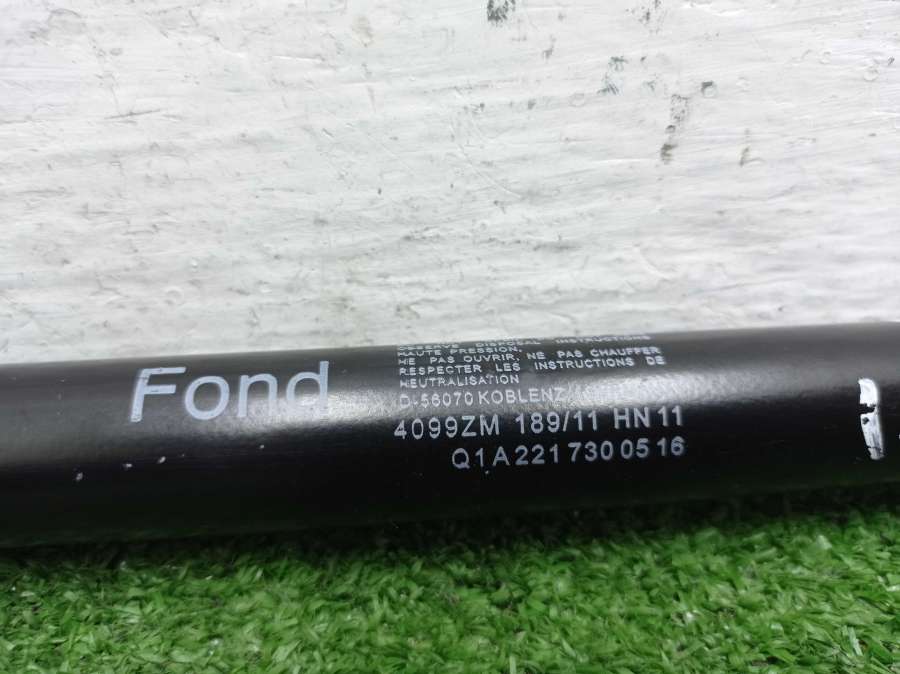 Fond
OBSERVE DISPOSAL INSTRUCTIONS
HAUTE PRESSION.
NE PAS OUVRIR, NE PAS CHAUFFER
RESPECTER LES INSTRUCTIONS DE
NEUTRALISATION
D-56070 KOBLENZ
4099ZM 189/11 HN 11
Q1 A 221 730 05 16